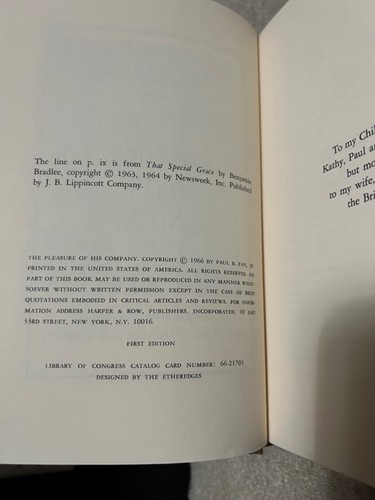 The line on p. ix is from That Special Grace by Benjamin
Bradlee, copyright © 1963, 1964 by Newsweek, Inc. Published
by J. B. Lippincott Company.
THE PLEASURE OF HIS COMPANY. COPYRIGHT © 1966 BY PAUL B. FAY, JR.
PRINTED IN THE UNITED STATES OF AMERICA. ALL RIGHTS RESERVED. NO
PART OF THIS BOOK MAY BE USED OR REPRODUCED IN ANY MANNER WHAT-
SOEVER WITHOUT WRITTEN PERMISSION EXCEPT IN THE CASE OF BRIEF
QUOTATIONS EMBODIED IN CRITICAL ARTICLES AND REVIEWS. FOR INFOR-
MATION ADDRESS HARPER & ROW, PUBLISHERS, INCORPORATED, 49 EAST
33RD STREET, NEW YORK, N.Y. 10016.
FIRST EDITION
LIBRARY OF CONGRESS CATALOG CARD NUMBER: 66-21703
DESIGNED BY THE ETHEREDGES
To my Chil
Kathy, Paul a
but mo
to my wife,
the Bri